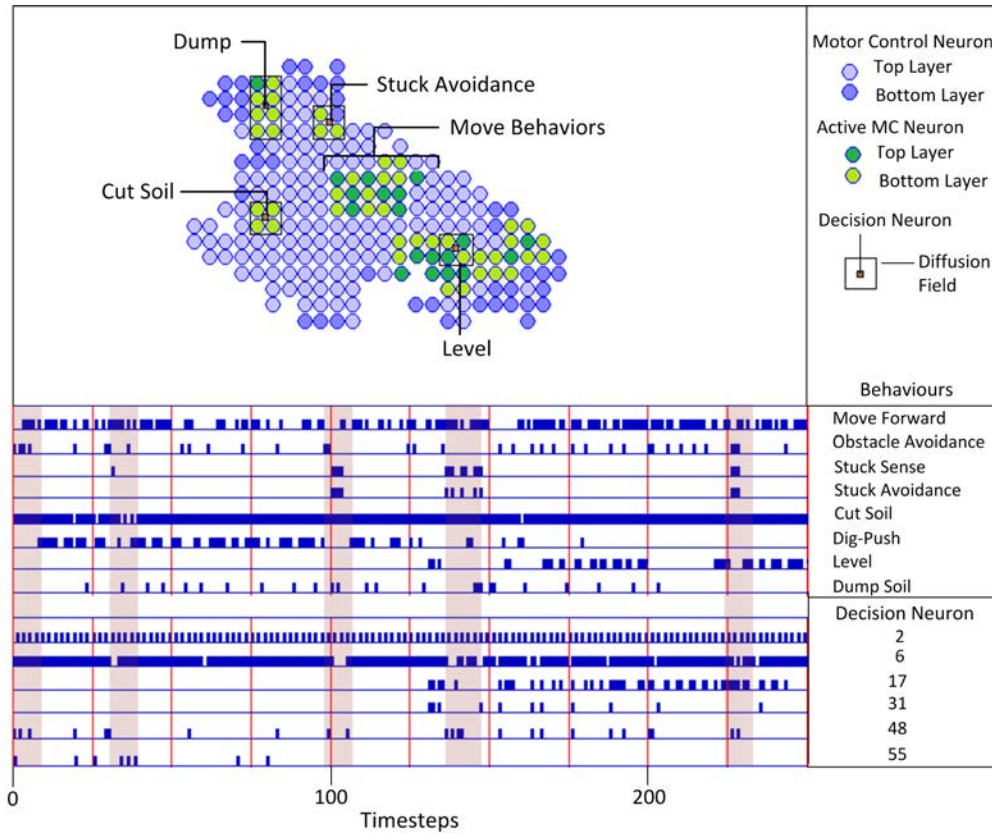 Dump
Stuck Avoidance
Move Behaviors
Cut Soil
Level
Motor Control Neuron
Top Layer
Bottom Layer
Active MC Neuron
Top Layer
Bottom Layer
Decision Neuron
Diffusion
Field
Behaviours
Move Forward
Obstacle Avoidance
Stuck Sense
Stuck Avoidance
Cut Soil
Dig-Push
Level
Dump Soil
Decision Neuron
2
6
17
31
48
55
0 100 200
Timesteps